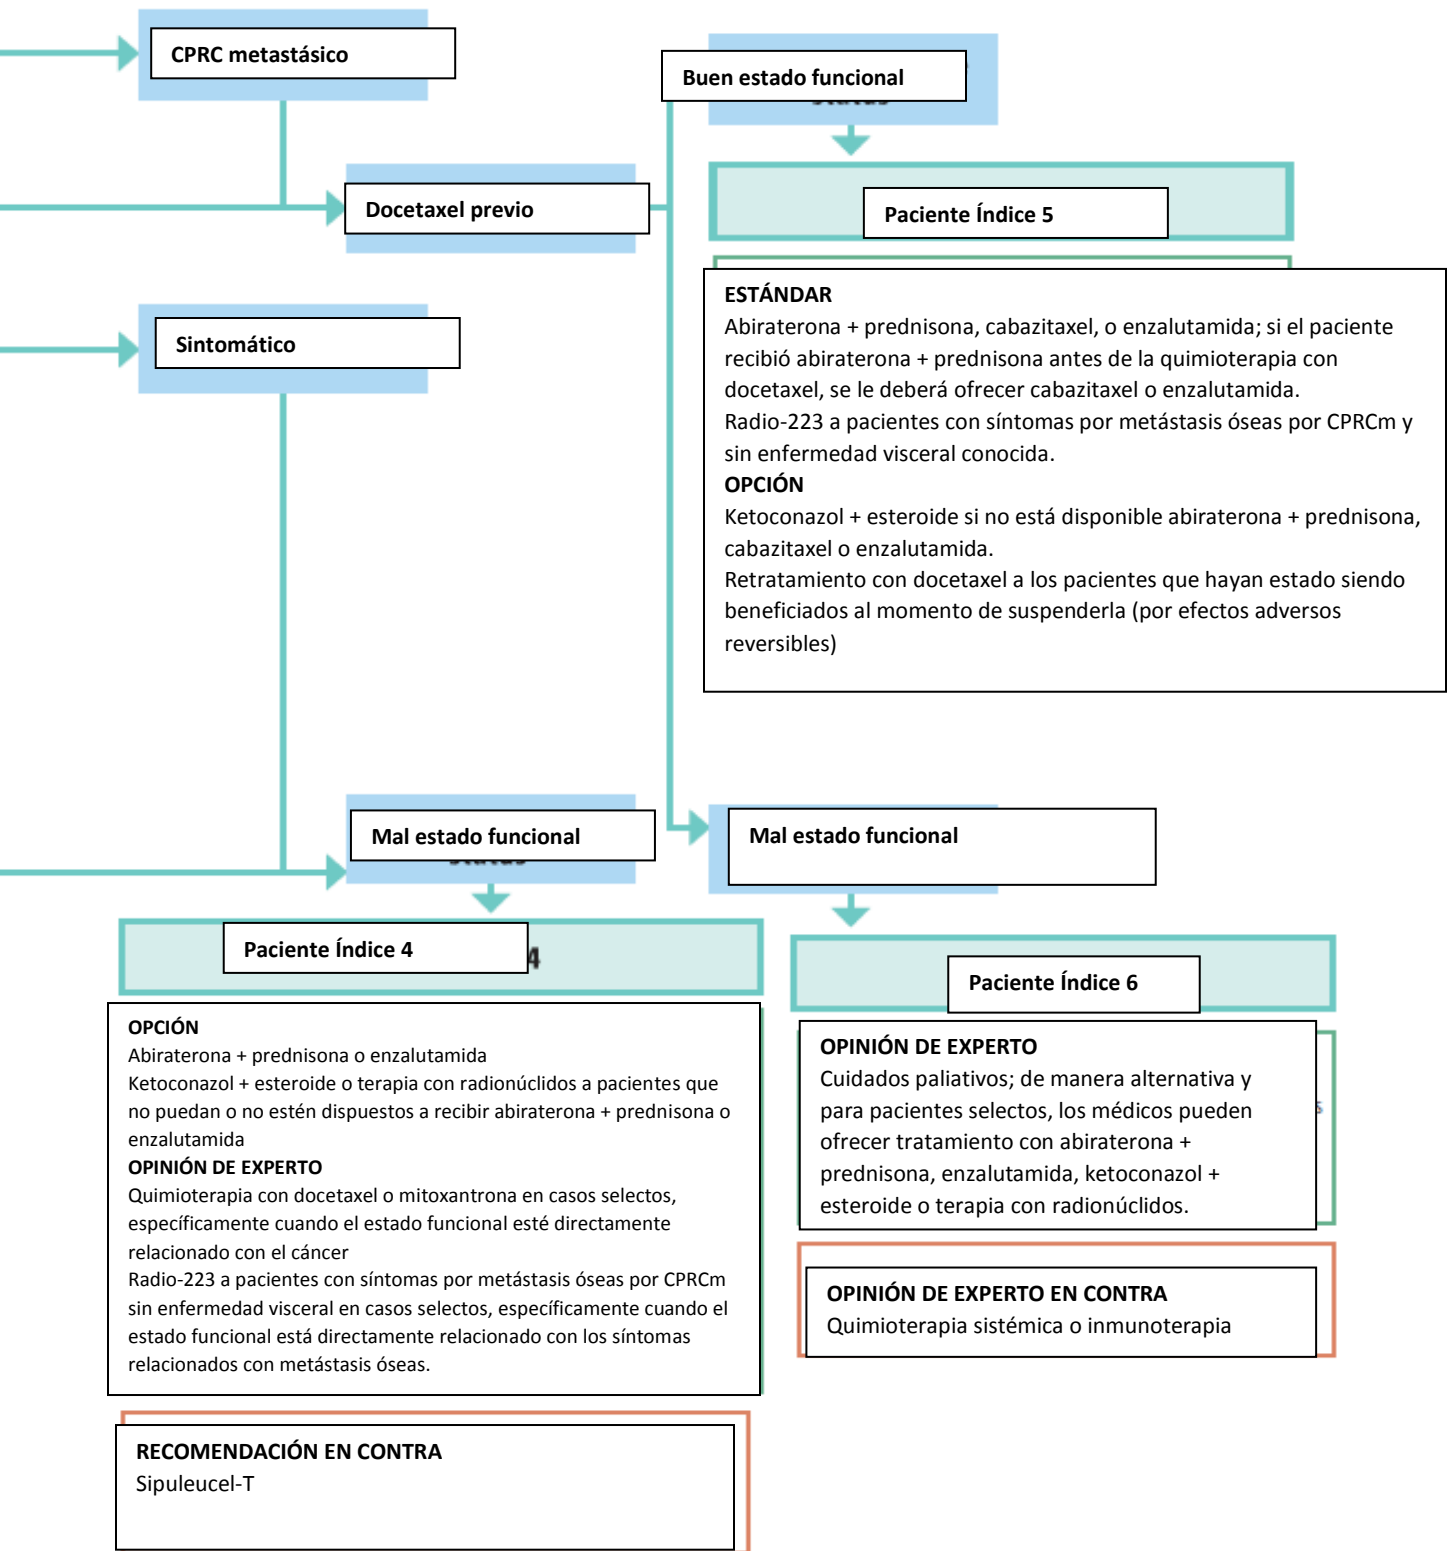 CPRC metastásico
Buen estado funcional
Docetaxel previo
Paciente Índice 5
ESTÁNDAR
Abiraterona + prednisona, cabazitaxel, o enzalutamida; si el paciente
recibió abiraterona + prednisona antes de la quimioterapia con
docetaxel, se le deberá ofrecer cabazitaxel o enzalutamida.
Radio-223 a pacientes con síntomas por metástasis óseas por CPRCm y
sin enfermedad visceral conocida.
OPCIÓN
Ketoconazol + esteroide si no está disponible abiraterona + prednisona,
cabazitaxel o enzalutamida.
Retratamiento con docetaxel a los pacientes que hayan estado siendo
beneficiados al momento de suspenderla (por efectos adversos
reversibles)
Sintomático
Mal estado funcional
Mal estado funcional
Paciente Índice 4
4
OPCIÓN
Abiraterona + prednisona o enzalutamida
Ketoconazol + esteroide o terapia con radionúclidos a pacientes que
no puedan o no estén dispuestos a recibir abiraterona + prednisona o
enzalutamida
OPINIÓN DE EXPERTO
Quimioterapia con docetaxel o mitoxantrona en casos selectos,
específicamente cuando el estado funcional esté directamente
relacionado con el cáncer
Radio-223 a pacientes con síntomas por metástasis óseas por CPRCm
sin enfermedad visceral en casos selectos, específicamente cuando el
estado funcional está directamente relacionado con los síntomas
relacionados con metástasis óseas.
RECOMENDACIÓN EN CONTRA
Sipuleucel-T
Paciente Índice 6
OPINIÓN DE EXPERTO
Cuidados paliativos; de manera alternativa y
para pacientes selectos, los médicos pueden
ofrecer tratamiento con abiraterona +
prednisona, enzalutamida, ketoconazol +
esteroide o terapia con radionúclidos.
OPINIÓN DE EXPERTO EN CONTRA
Quimioterapia sistémica o inmunoterapia